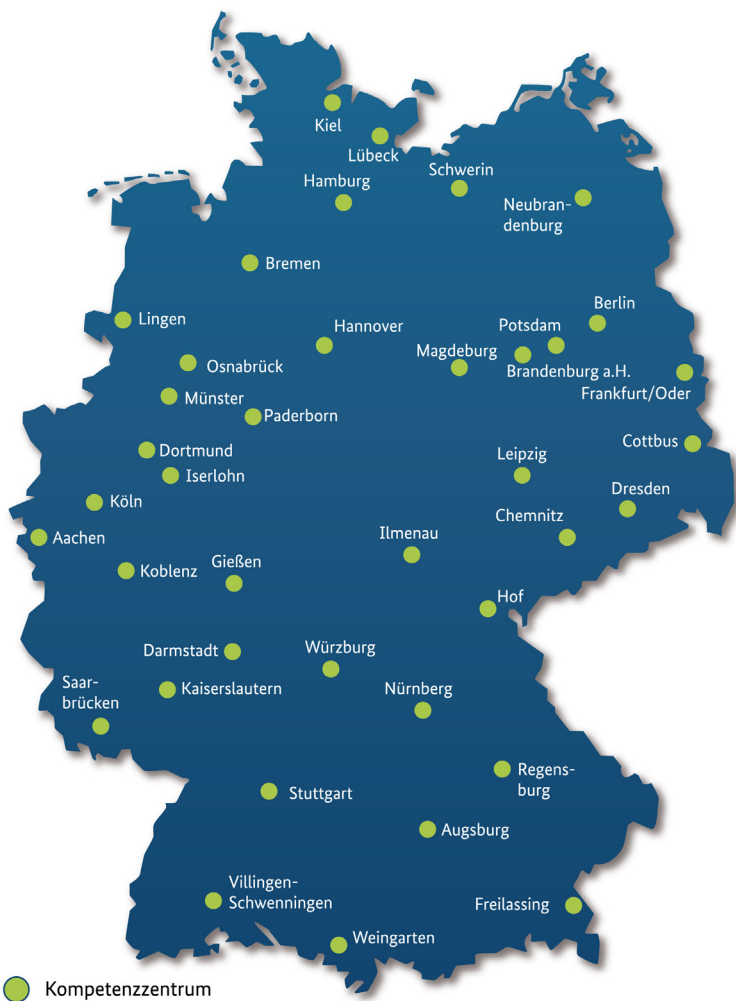 Kiel
Lübeck
Schwerin
Hamburg
Neubran-
denburg
Bremen
Berlin
Lingen
Hannover
Potsdam
Magdeburg
Brandenburg a.H.
Osnabrück
Frankfurt/Oder
Münster
Paderborn
Cottbus
Dortmund
Leipzig
Iserlohn
Dresden
Köln
Chemnitz
Ilmenau
Aachen
Gießen
Koblenz
Hof
Darmstadt
Würzburg
Saar-
brücken
Kaiserslautern
Nürnberg
Regens-
burg
Stuttgart
Augsburg
Villingen-
Schwenningen
Freilassing
Weingarten
Kompetenzzentrum